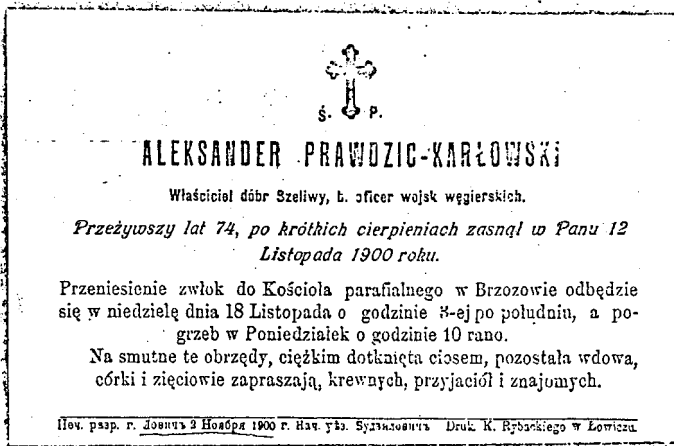 Ś. P.
ALEKSANDER PRAWDZIC-KARŁOWSKI
Właściciel dóbr Szeliwy, b. oficer wojsk węgierskich.
Przeżywszy lat 74, po krótkich cierpieniach zasnął w Panu 12
Listopada 1900 roku.
Przeniesienie zwłok do Kościoła parafialnego w Brzozowie odbędzie
się w niedzielę dnia 18 Listopada o godzinie 3-ej po południu, a po-
grzeb w Poniedziałek o godzinie 10 rano.
Na smutne te obrzędy, ciężkim dotknięta ciosem, pozostała wdowa,
córki i zięciowie zapraszają, krewnych, przyjaciół i znajomych.
Печ. разр. г. Ловичъ 2 Ноября 1900 г. Нач. уѣз. Druk K. Rybackiego w Łowiczu.